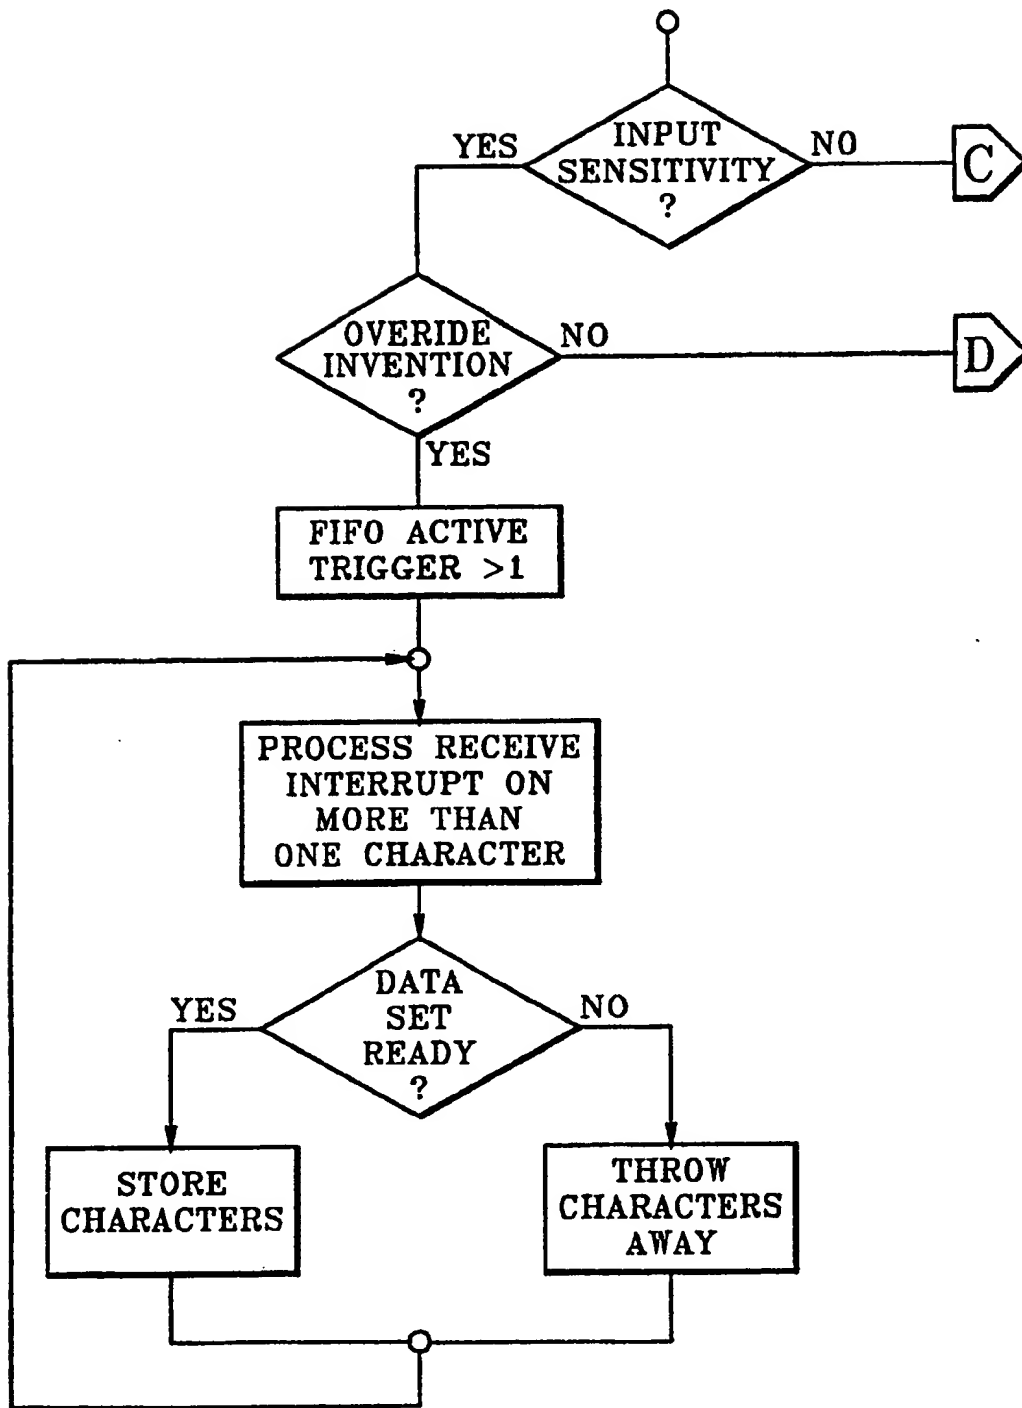 INPUT
SENSITIVITY
?
YES
NO
C
OVERIDE
INVENTION
?
NO
D
YES
FIFO ACTIVE
TRIGGER >1
PROCESS RECEIVE
INTERRUPT ON
MORE THAN
ONE CHARACTER
DATA
SET
READY
?
YES
NO
STORE
CHARACTERS
THROW
CHARACTERS
AWAY